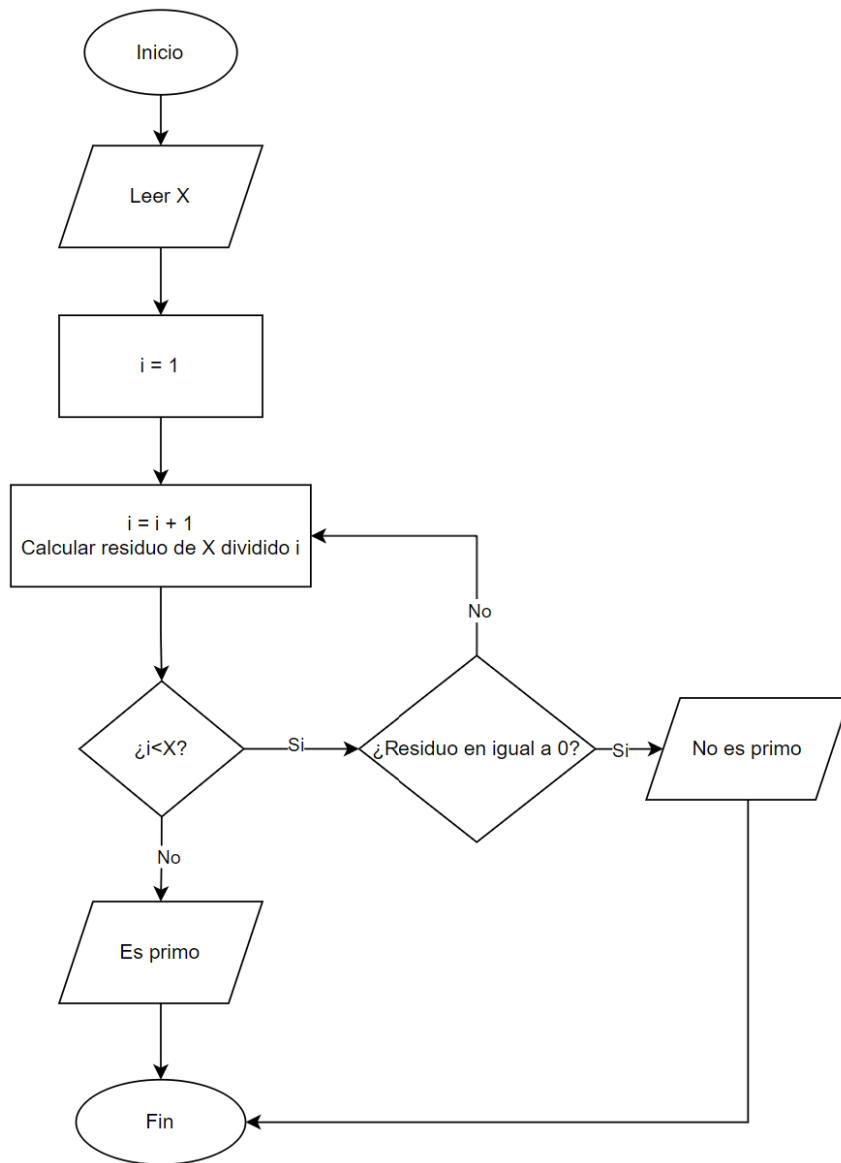 Inicio
Leer X
i = 1
i = i + 1
Calcular residuo de X dividido i
No
¿i<X?
Si
¿Residuo en igual a 0?
Si
No es primo
No
Es primo
Fin